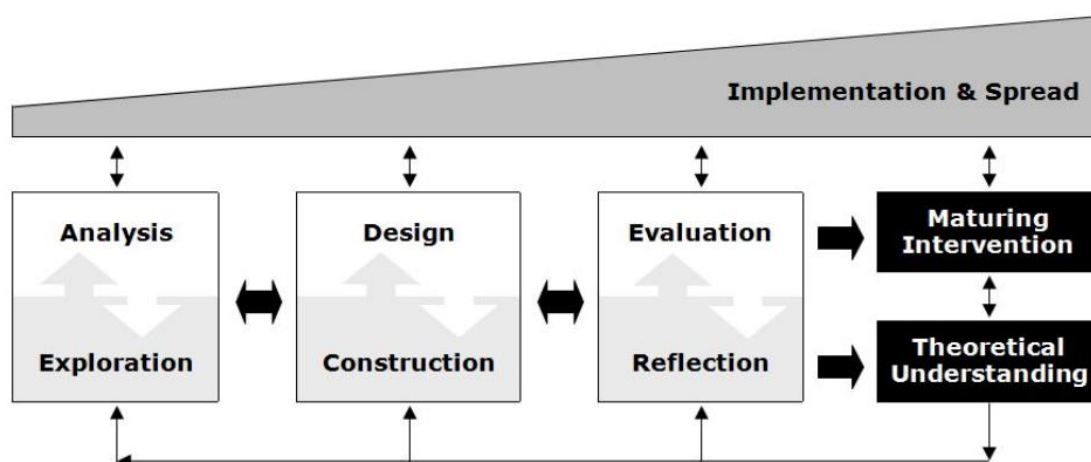 Implementation & Spread
Analysis
Exploration
Design
Construction
Evaluation
Reflection
Maturing
Intervention
Theoretical
Understanding